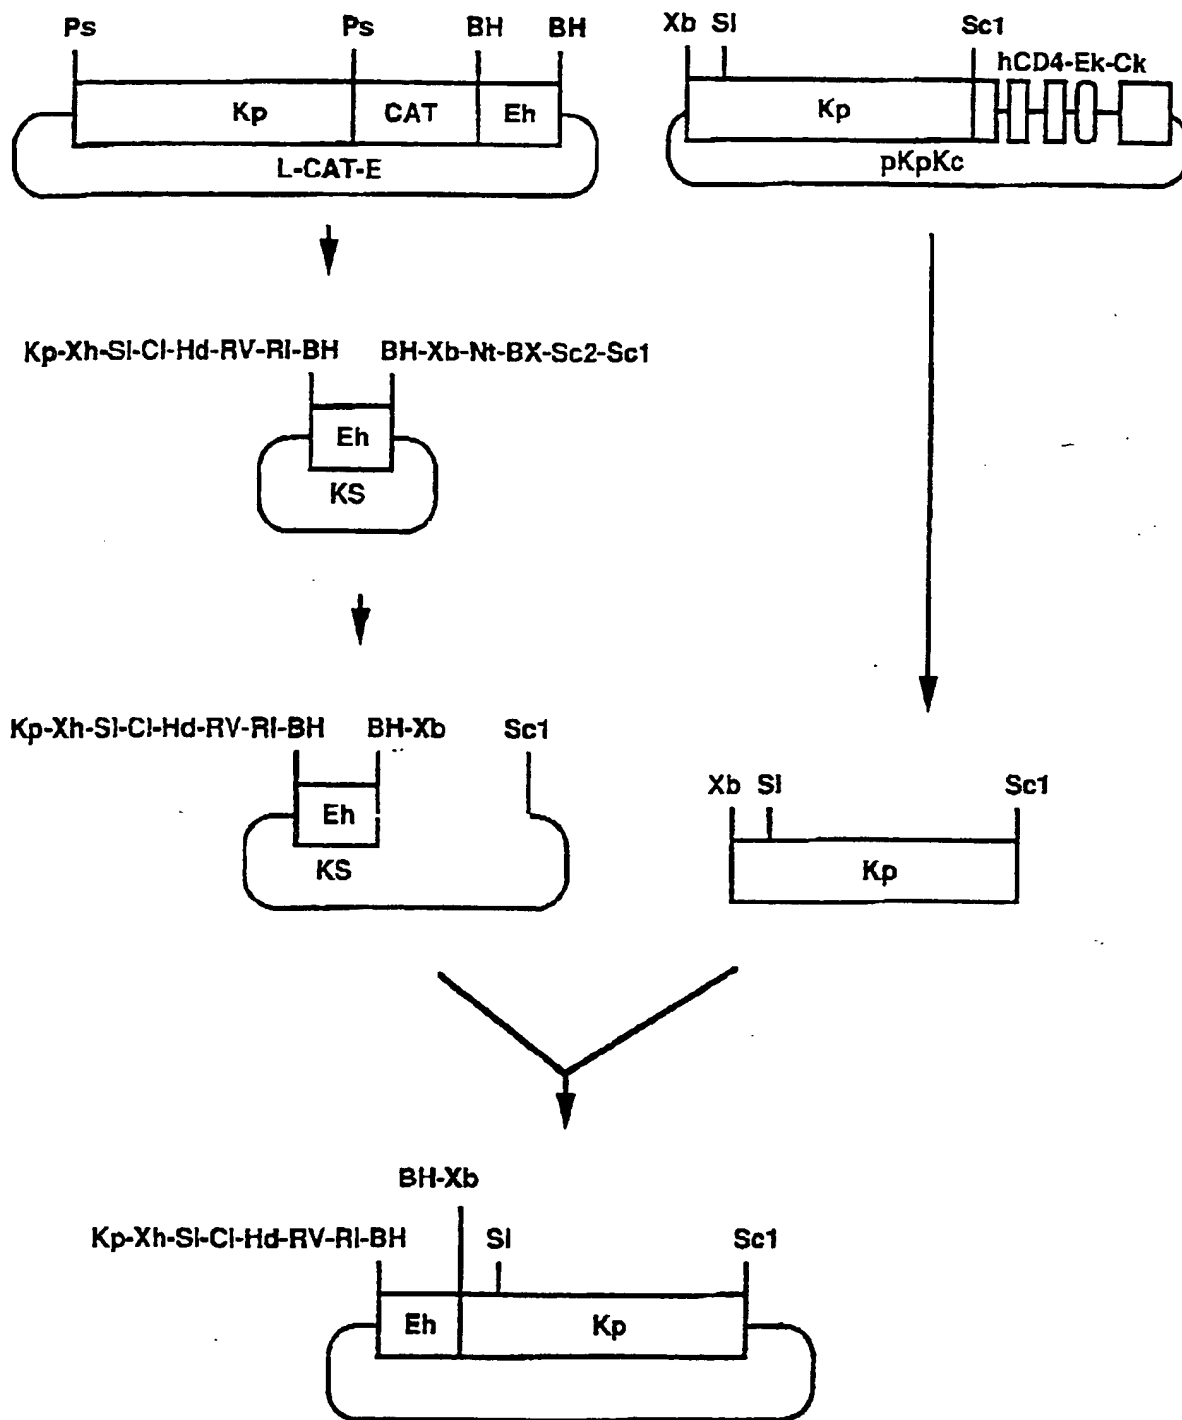 Ps Ps BH BH
Kp CAT Eh
L-CAT-E
Xb Sl Sc1
hCD4-Ek-Ck
Kp
pKpKc
Kp-Xh-Sl-Cl-Hd-RV-RI-BH BH-Xb-Nt-BX-Sc2-Sc1
Eh
KS
Kp-Xh-Sl-Cl-Hd-RV-RI-BH BH-Xb Sc1
Eh
KS
Xb Sl Sc1
Kp
BH-Xb
Kp-Xh-Sl-Cl-Hd-RV-RI-BH Sl Sc1
Eh Kp